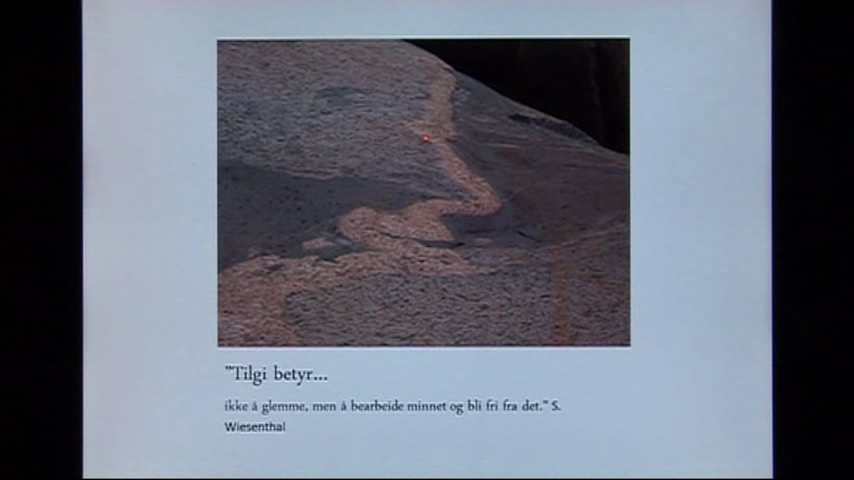 ”Tilgi betyr...
ikke å glemme, men å bearbeide minnet og bli fri fra det.” S.
Wiesenthal